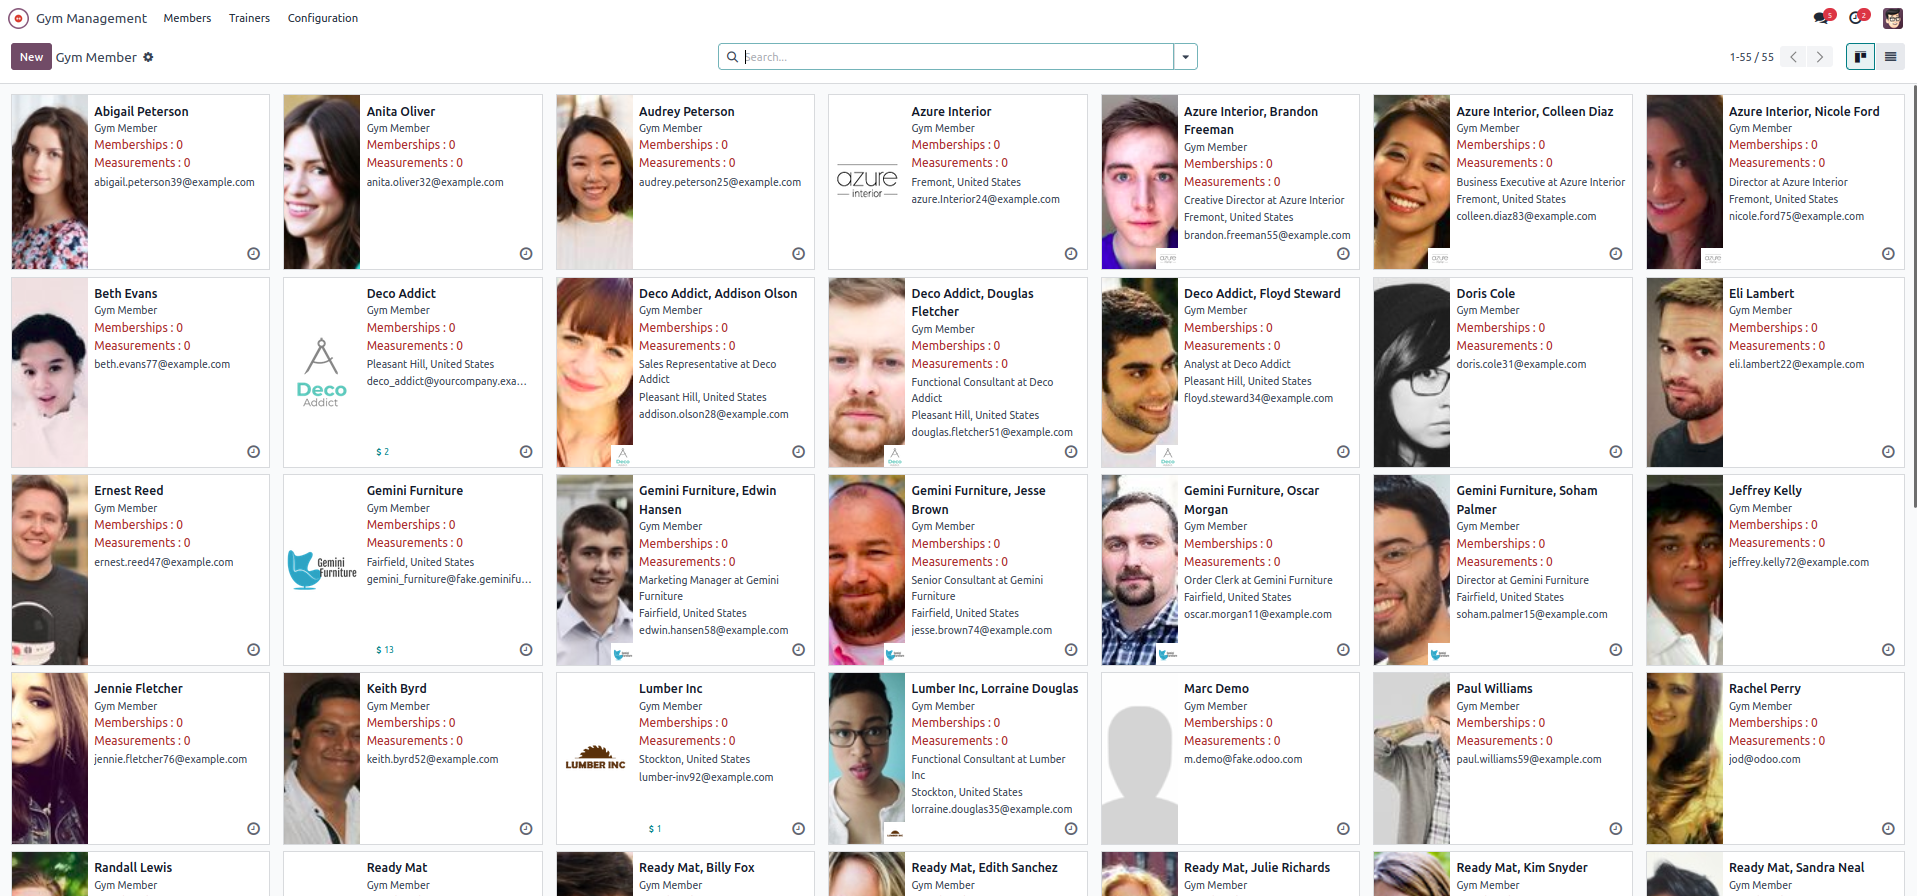 Gym Management Members Trainers Configuration 5 2
New Gym Member Search... 1-55 / 55
Abigail Peterson
Gym Member
Memberships : 0
Measurements : 0
abigail.peterson39@example.com
Anita Oliver
Gym Member
Memberships : 0
Measurements : 0
anita.oliver32@example.com
Audrey Peterson
Gym Member
Memberships : 0
Measurements : 0
audrey.peterson25@example.com
azure
interior
Azure Interior
Gym Member
Memberships : 0
Measurements : 0
Fremont, United States
azure.Interior24@example.com
Azure Interior, Brandon
Freeman
Gym Member
Memberships : 0
Measurements : 0
Creative Director at Azure Interior
Fremont, United States
brandon.freeman55@example.com
azure
Azure Interior, Colleen Diaz
Gym Member
Memberships : 0
Measurements : 0
Business Executive at Azure Interior
Fremont, United States
colleen.diaz83@example.com
azure
Azure Interior, Nicole Ford
Gym Member
Memberships : 0
Measurements : 0
Director at Azure Interior
Fremont, United States
nicole.ford75@example.com
azure
Beth Evans
Gym Member
Memberships : 0
Measurements : 0
beth.evans77@example.com
Deco
Addict
Deco Addict
Gym Member
Memberships : 0
Measurements : 0
Pleasant Hill, United States
deco_addict@yourcompany.exa...
$ 2
Deco Addict, Addison Olson
Gym Member
Memberships : 0
Measurements : 0
Sales Representative at Deco
Addict
Pleasant Hill, United States
addison.olson28@example.com
Deco
Deco Addict, Douglas
Fletcher
Gym Member
Memberships : 0
Measurements : 0
Functional Consultant at Deco
Addict
Pleasant Hill, United States
douglas.fletcher51@example.com
Deco
Deco Addict, Floyd Steward
Gym Member
Memberships : 0
Measurements : 0
Analyst at Deco Addict
Pleasant Hill, United States
floyd.steward34@example.com
Deco
Doris Cole
Gym Member
Memberships : 0
Measurements : 0
doris.cole31@example.com
Eli Lambert
Gym Member
Memberships : 0
Measurements : 0
eli.lambert22@example.com
Ernest Reed
Gym Member
Memberships : 0
Measurements : 0
ernest.reed47@example.com
Gemini
Furniture
Gemini Furniture
Gym Member
Memberships : 0
Measurements : 0
Fairfield, United States
gemini_furniture@fake.geminifu...
$ 13
Gemini Furniture, Edwin
Hansen
Gym Member
Memberships : 0
Measurements : 0
Marketing Manager at Gemini
Furniture
Fairfield, United States
edwin.hansen58@example.com
Gemini Furniture, Jesse
Brown
Gym Member
Memberships : 0
Measurements : 0
Senior Consultant at Gemini
Furniture
Fairfield, United States
jesse.brown74@example.com
Gemini Furniture, Oscar
Morgan
Gym Member
Memberships : 0
Measurements : 0
Order Clerk at Gemini Furniture
Fairfield, United States
oscar.morgan11@example.com
Gemini Furniture, Soham
Palmer
Gym Member
Memberships : 0
Measurements : 0
Director at Gemini Furniture
Fairfield, United States
soham.palmer15@example.com
Jeffrey Kelly
Gym Member
Memberships : 0
Measurements : 0
jeffrey.kelly72@example.com
Jennie Fletcher
Gym Member
Memberships : 0
Measurements : 0
jennie.fletcher76@example.com
Keith Byrd
Gym Member
Memberships : 0
Measurements : 0
keith.byrd52@example.com
LUMBER INC
Lumber Inc
Gym Member
Memberships : 0
Measurements : 0
Stockton, United States
lumber-inv92@example.com
$ 1
Lumber Inc, Lorraine Douglas
Gym Member
Memberships : 0
Measurements : 0
Functional Consultant at Lumber
Inc
Stockton, United States
lorraine.douglas35@example.com
Marc Demo
Gym Member
Memberships : 0
Measurements : 0
m.demo@fake.odoo.com
Paul Williams
Gym Member
Memberships : 0
Measurements : 0
paul.williams59@example.com
Rachel Perry
Gym Member
Memberships : 0
Measurements : 0
jod@odoo.com
Randall Lewis
Gym Member
Ready Mat
Gym Member
Ready Mat, Billy Fox
Gym Member
Ready Mat, Edith Sanchez
Gym Member
Ready Mat, Julie Richards
Gym Member
Ready Mat, Kim Snyder
Gym Member
Ready Mat, Sandra Neal
Gym Member